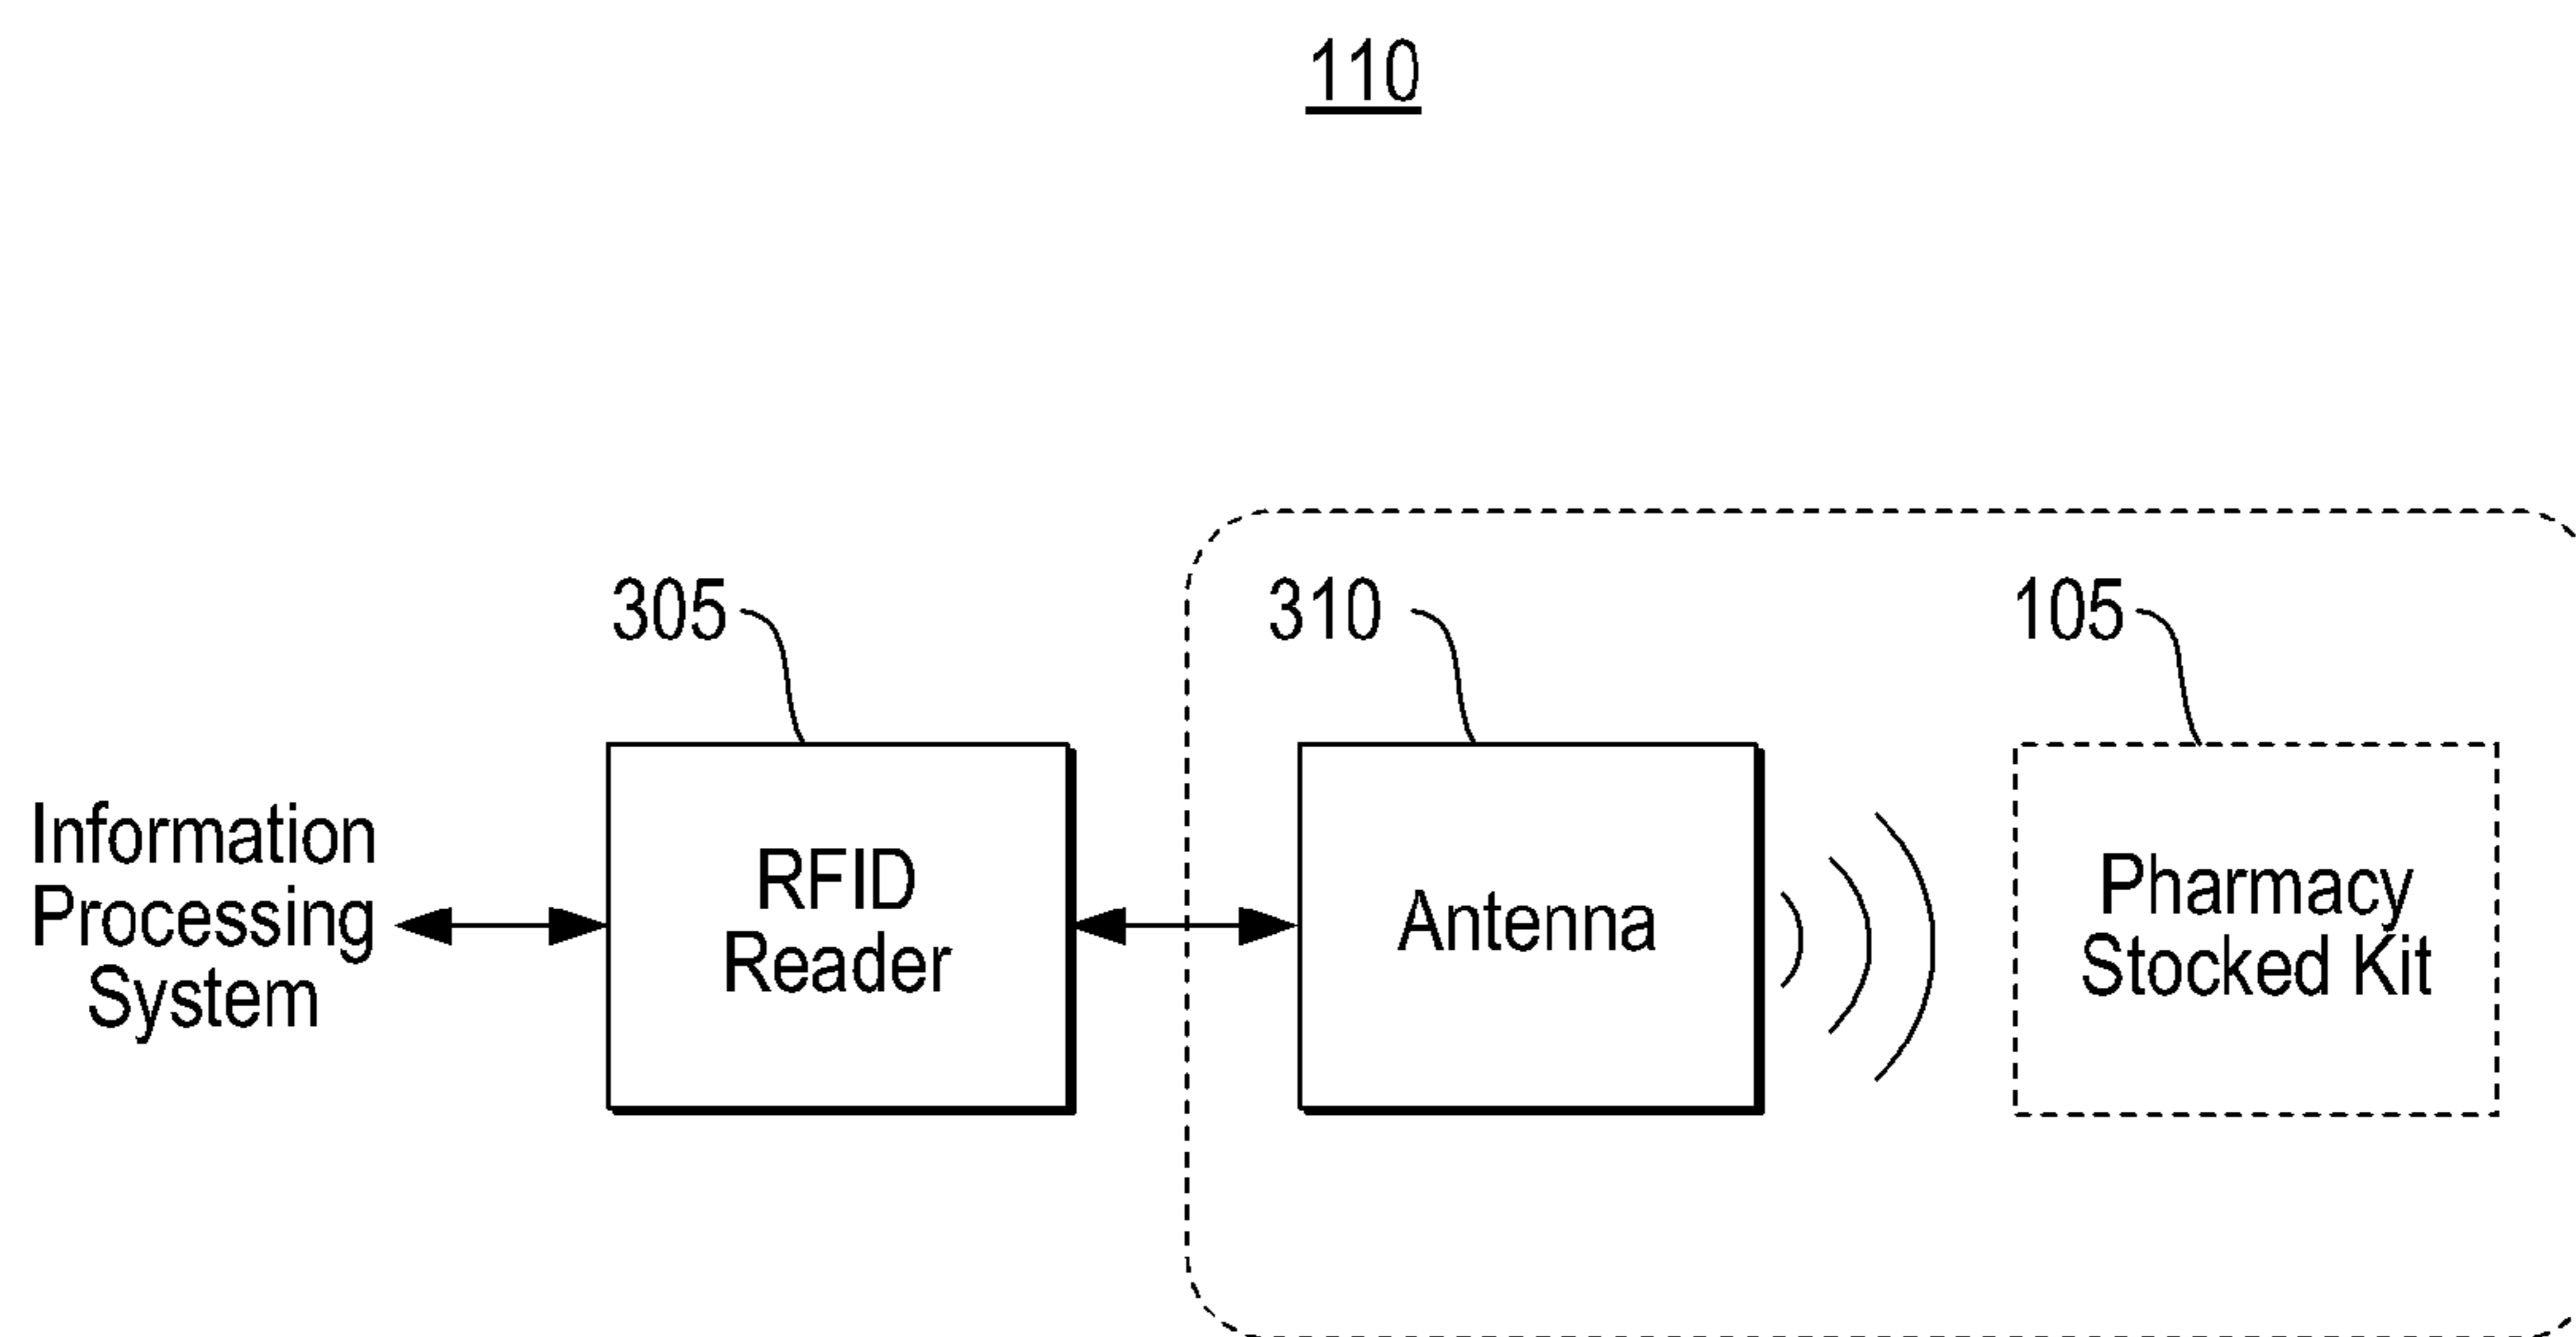 110
305
310
105
Information
Processing
System
RFID
Reader
Antenna
Pharmacy
Stocked Kit